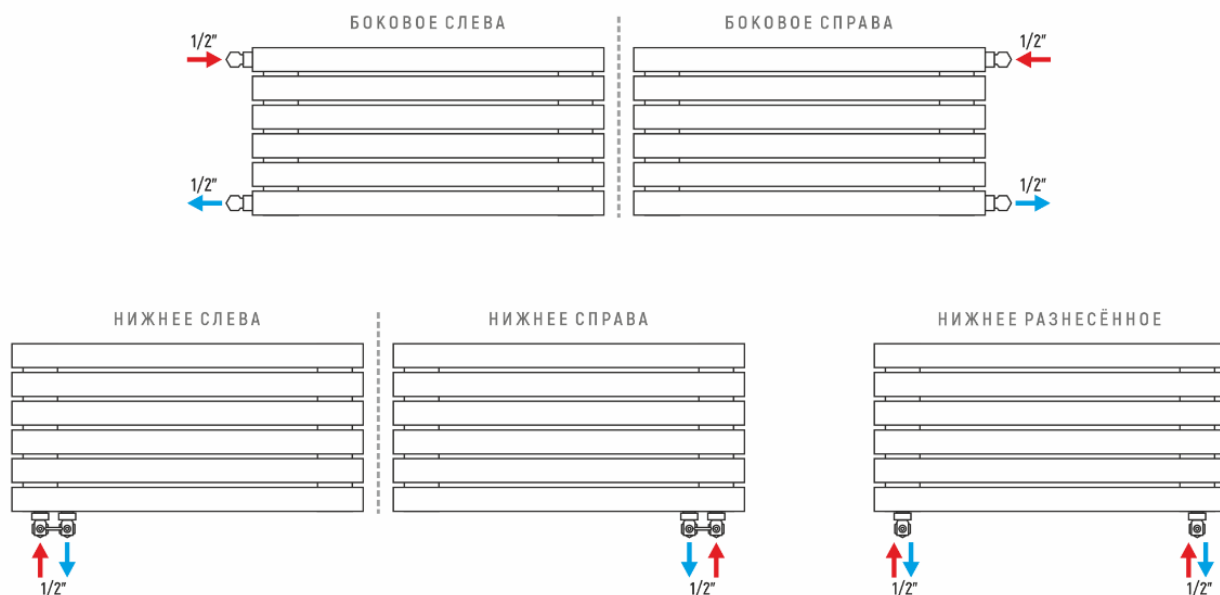 БОКОВОЕ СЛЕВА
БОКОВОЕ СПРАВА
1/2"
1/2"
1/2"
1/2"
НИЖНЕЕ СЛЕВА
НИЖНЕЕ СПРАВА
НИЖНЕЕ РАЗНЕСЁННОЕ
1/2"
1/2"
1/2"
1/2"